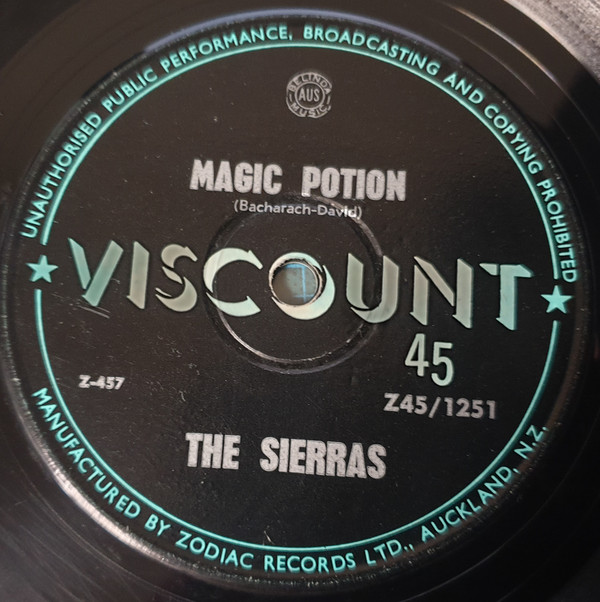 UNAUTHORISED PUBLIC PERFORMANCE, BROADCASTING AND COPYING PROHIBITED
BELINDA
AUS
MUSIC
MAGIC POTION
(Bacharach-David)
VISCOUNT
45
Z-457
Z45/1251
THE SIERRAS
MANUFACTURED BY ZODIAC RECORDS LTD., AUCKLAND, N.Z.